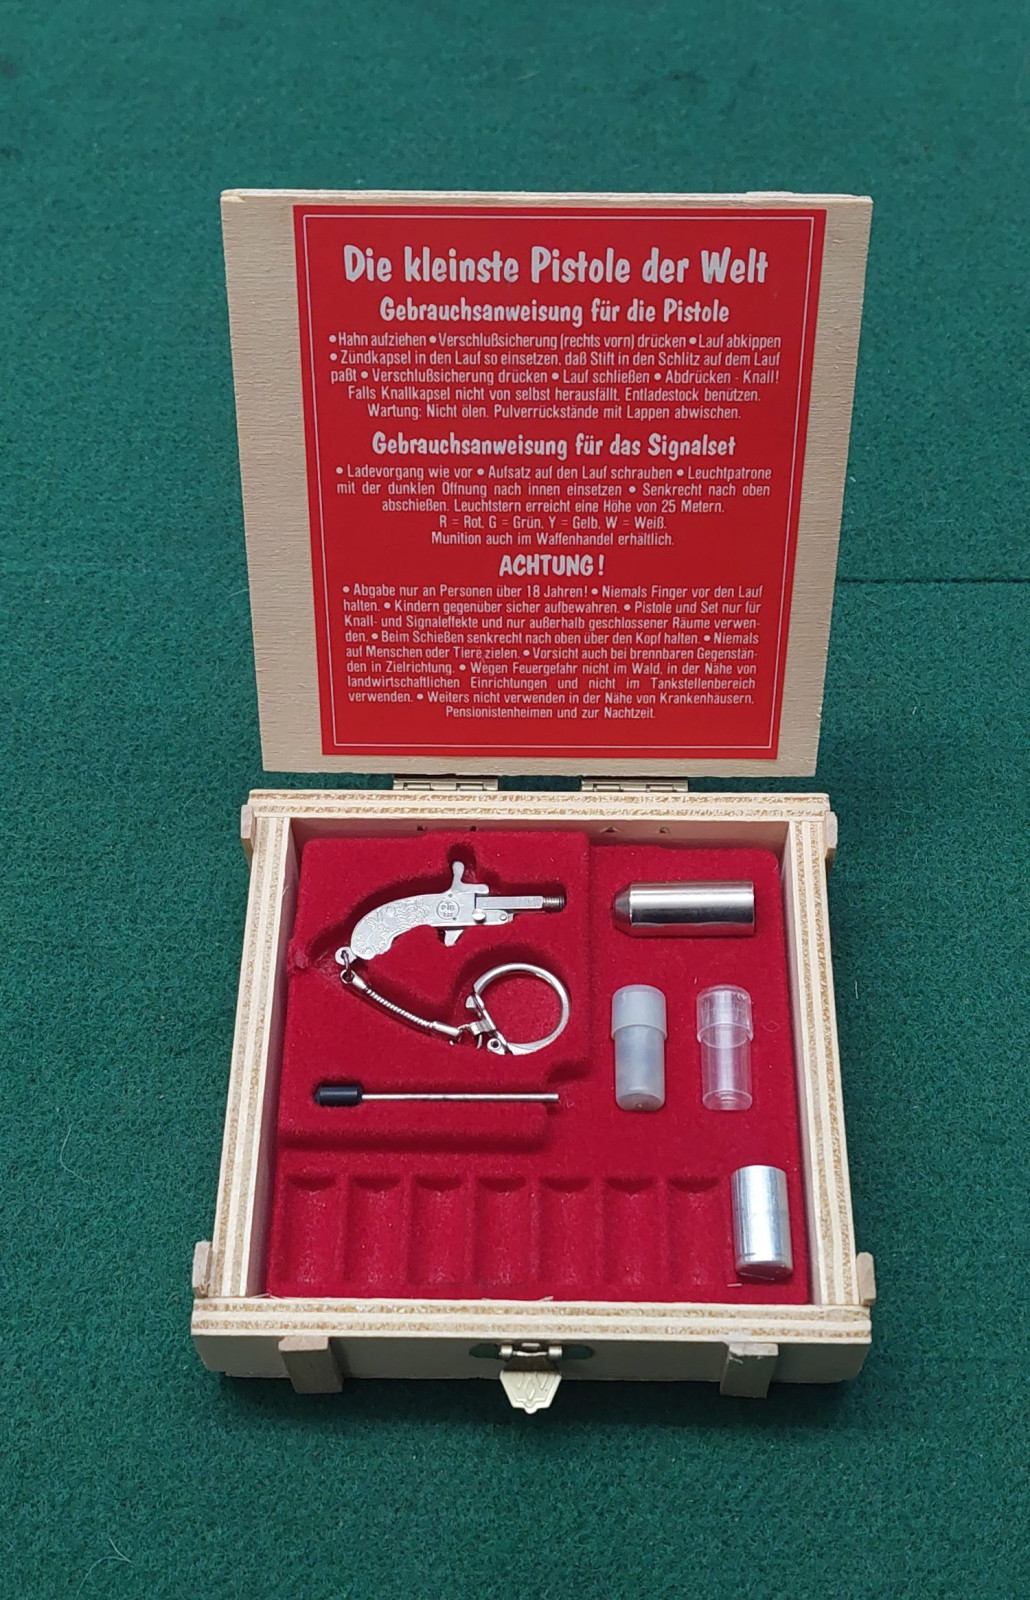 Die kleinste Pistole der Welt
Gebrauchsanweisung für die Pistole
• Hahn aufziehen • Verschlußsicherung (rechts vorn) drücken • Lauf abkippen
• Zündkapsel in den Lauf so einsetzen, daß Stift in den Schlitz auf dem Lauf
paßt • Verschlußsicherung drücken • Lauf schließen • Abdrücken - Knall!
Falls Knallkapsel nicht von selbst herausfällt, Entladestock benützen.
Wartung: Nicht ölen. Pulverrückstände mit Lappen abwischen.
Gebrauchsanweisung für das Signalset
• Ladevorgang wie vor • Aufsatz auf den Lauf schrauben • Leuchtpatrone
mit der dunklen Öffnung nach innen einsetzen • Senkrecht nach oben
abschießen. Leuchtstern erreicht eine Höhe von 25 Metern.
R = Rot, G = Grün, Y = Gelb, W = Weiß.
Munition auch im Waffenhandel erhältlich.
ACHTUNG!
• Abgabe nur an Personen über 18 Jahren! • Niemals Finger vor den Lauf
halten. • Kindern gegenüber sicher aufbewahren. • Pistole und Set nur für
Knall- und Signaleffekte und nur außerhalb geschlossener Räume verwen-
den. • Beim Schießen senkrecht nach oben über den Kopf halten. • Niemals
auf Menschen oder Tiere zielen. • Vorsicht auch bei brennbaren Gegenstän-
den in Zielrichtung. • Wegen Feuergefahr nicht im Wald, in der Nähe von
landwirtschaftlichen Einrichtungen und nicht im Tankstellenbereich
verwenden. • Weiters nicht verwenden in der Nähe von Krankenhäusern,
Pensionistenheimen und zur Nachtzeit.